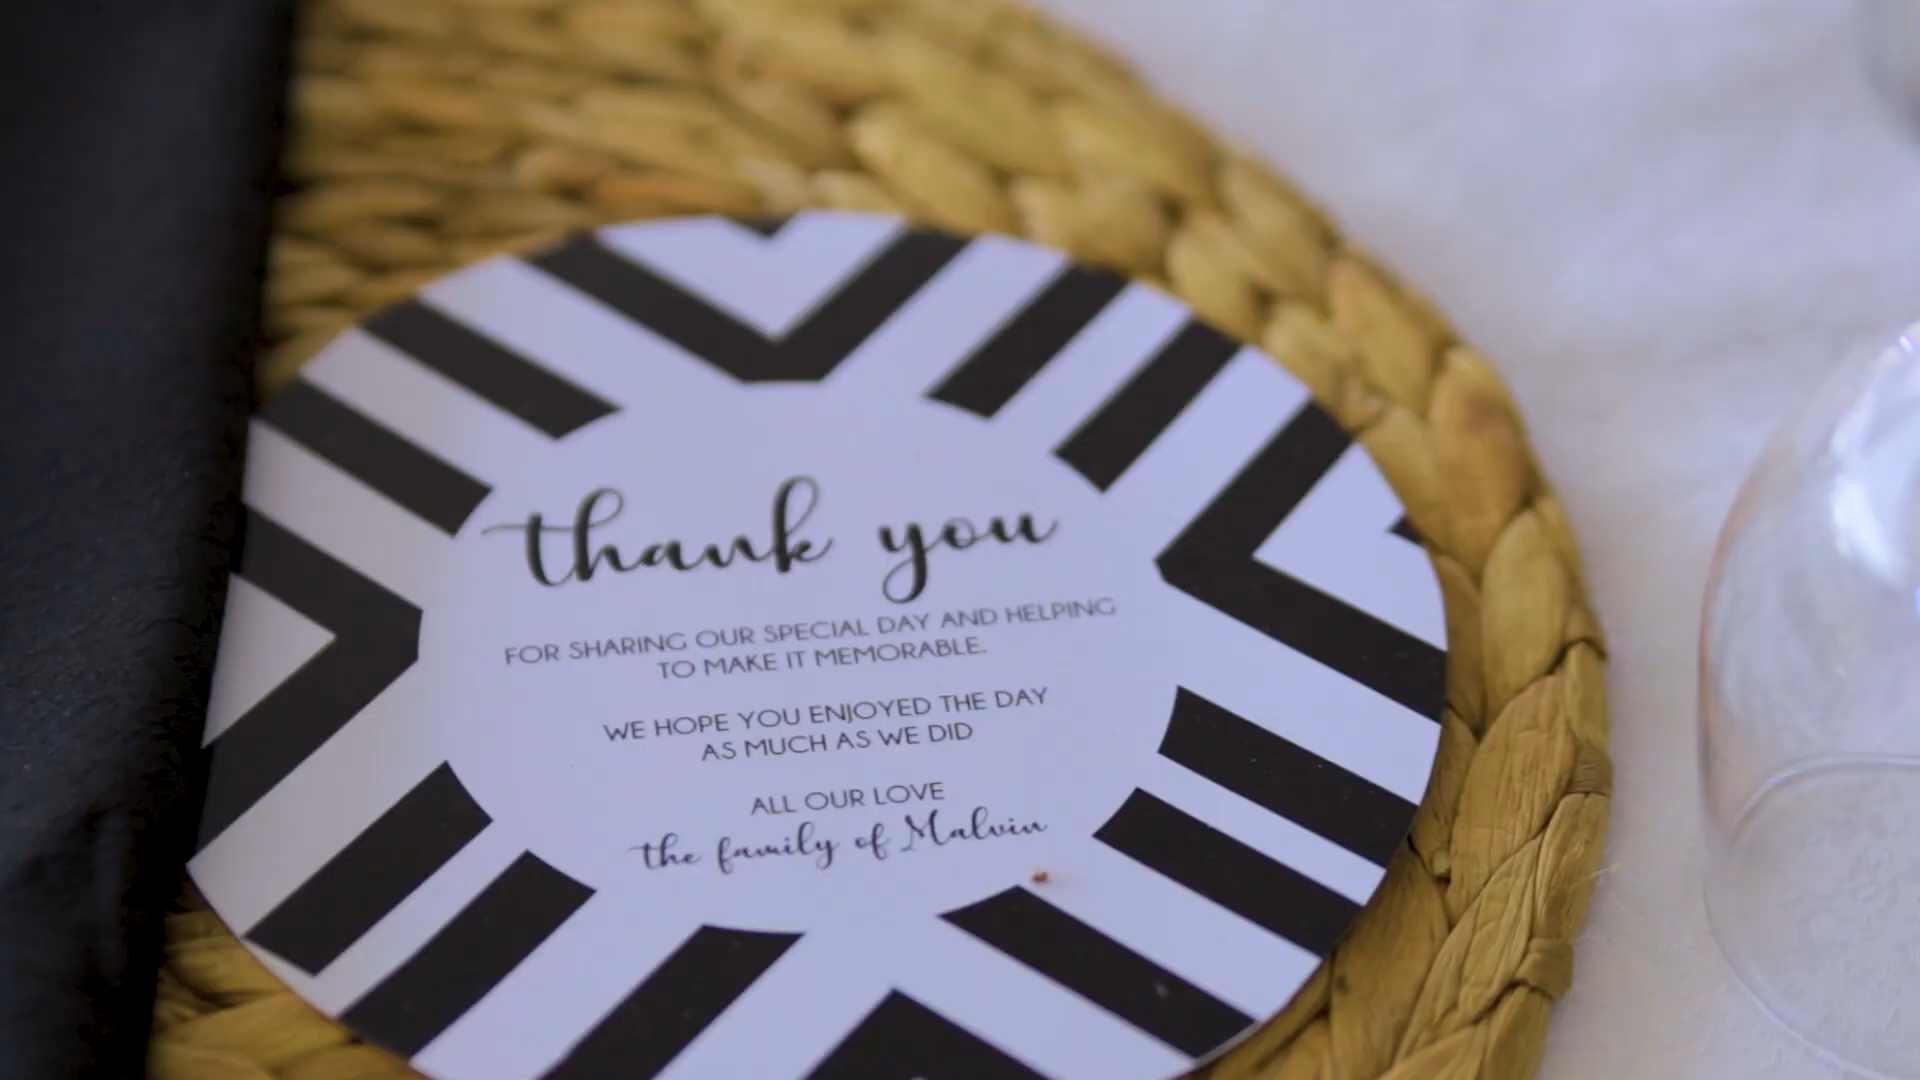 thank you
FOR SHARING OUR SPECIAL DAY AND HELPING
TO MAKE IT MEMORABLE.
WE HOPE YOU ENJOYED THE DAY
AS MUCH AS WE DID
ALL OUR LOVE
the family of Malvin